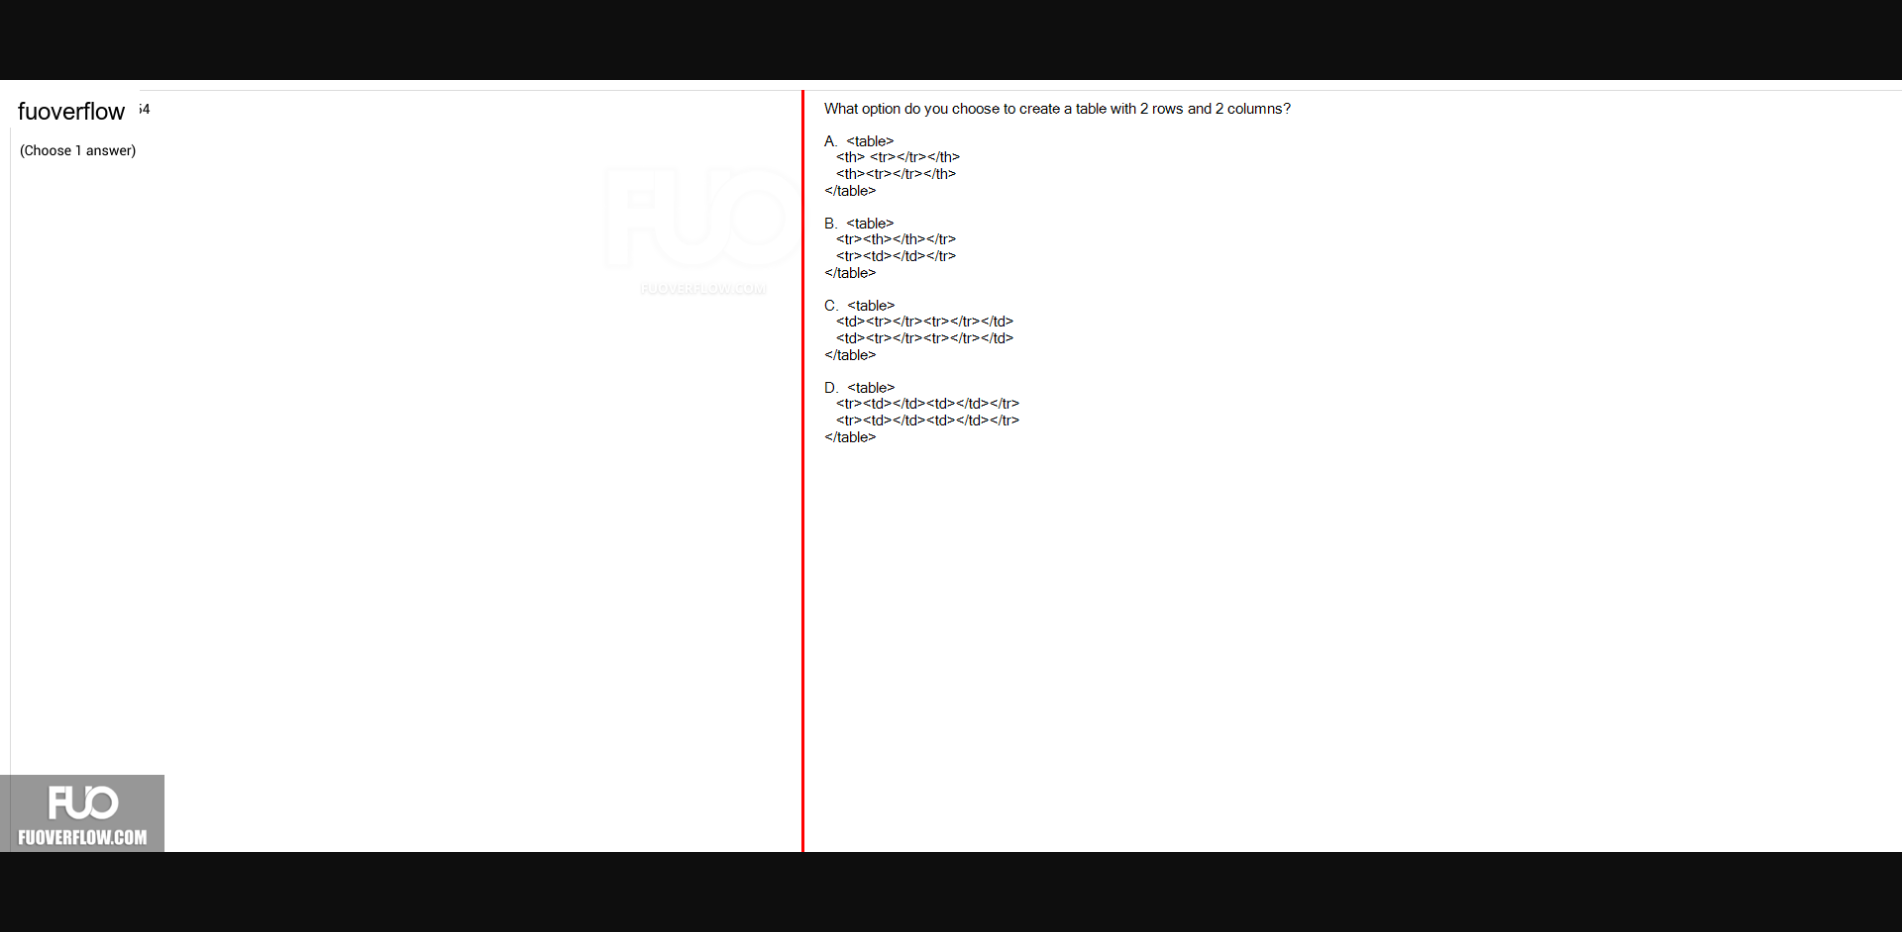 fuoverflow
64
(Choose 1 answer)
FUO
FUOVERFLOW.COM
What option do you choose to create a table with 2 rows and 2 columns?
A. <table>
<th> <tr></tr></th>
<th><tr></tr></th>
</table>
B. <table>
<tr><th></th></tr>
<tr><td></td></tr>
</table>
C. <table>
<td><tr></tr><tr></tr></td>
<td><tr></tr><tr></tr></td>
</table>
D. <table>
<tr><td></td><td></td></tr>
<tr><td></td><td></td></tr>
</table>
FUO
FUOVERFLOW.COM